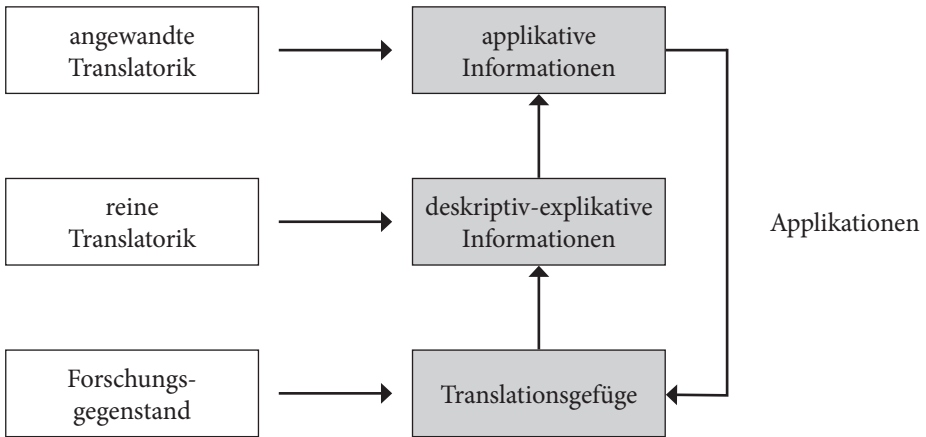 angewandte
Translatorik
applikative
Informationen
reine
Translatorik
deskriptiv-explikative
Informationen
Applikationen
Forschungs-
gegenstand
Translationsgefüge